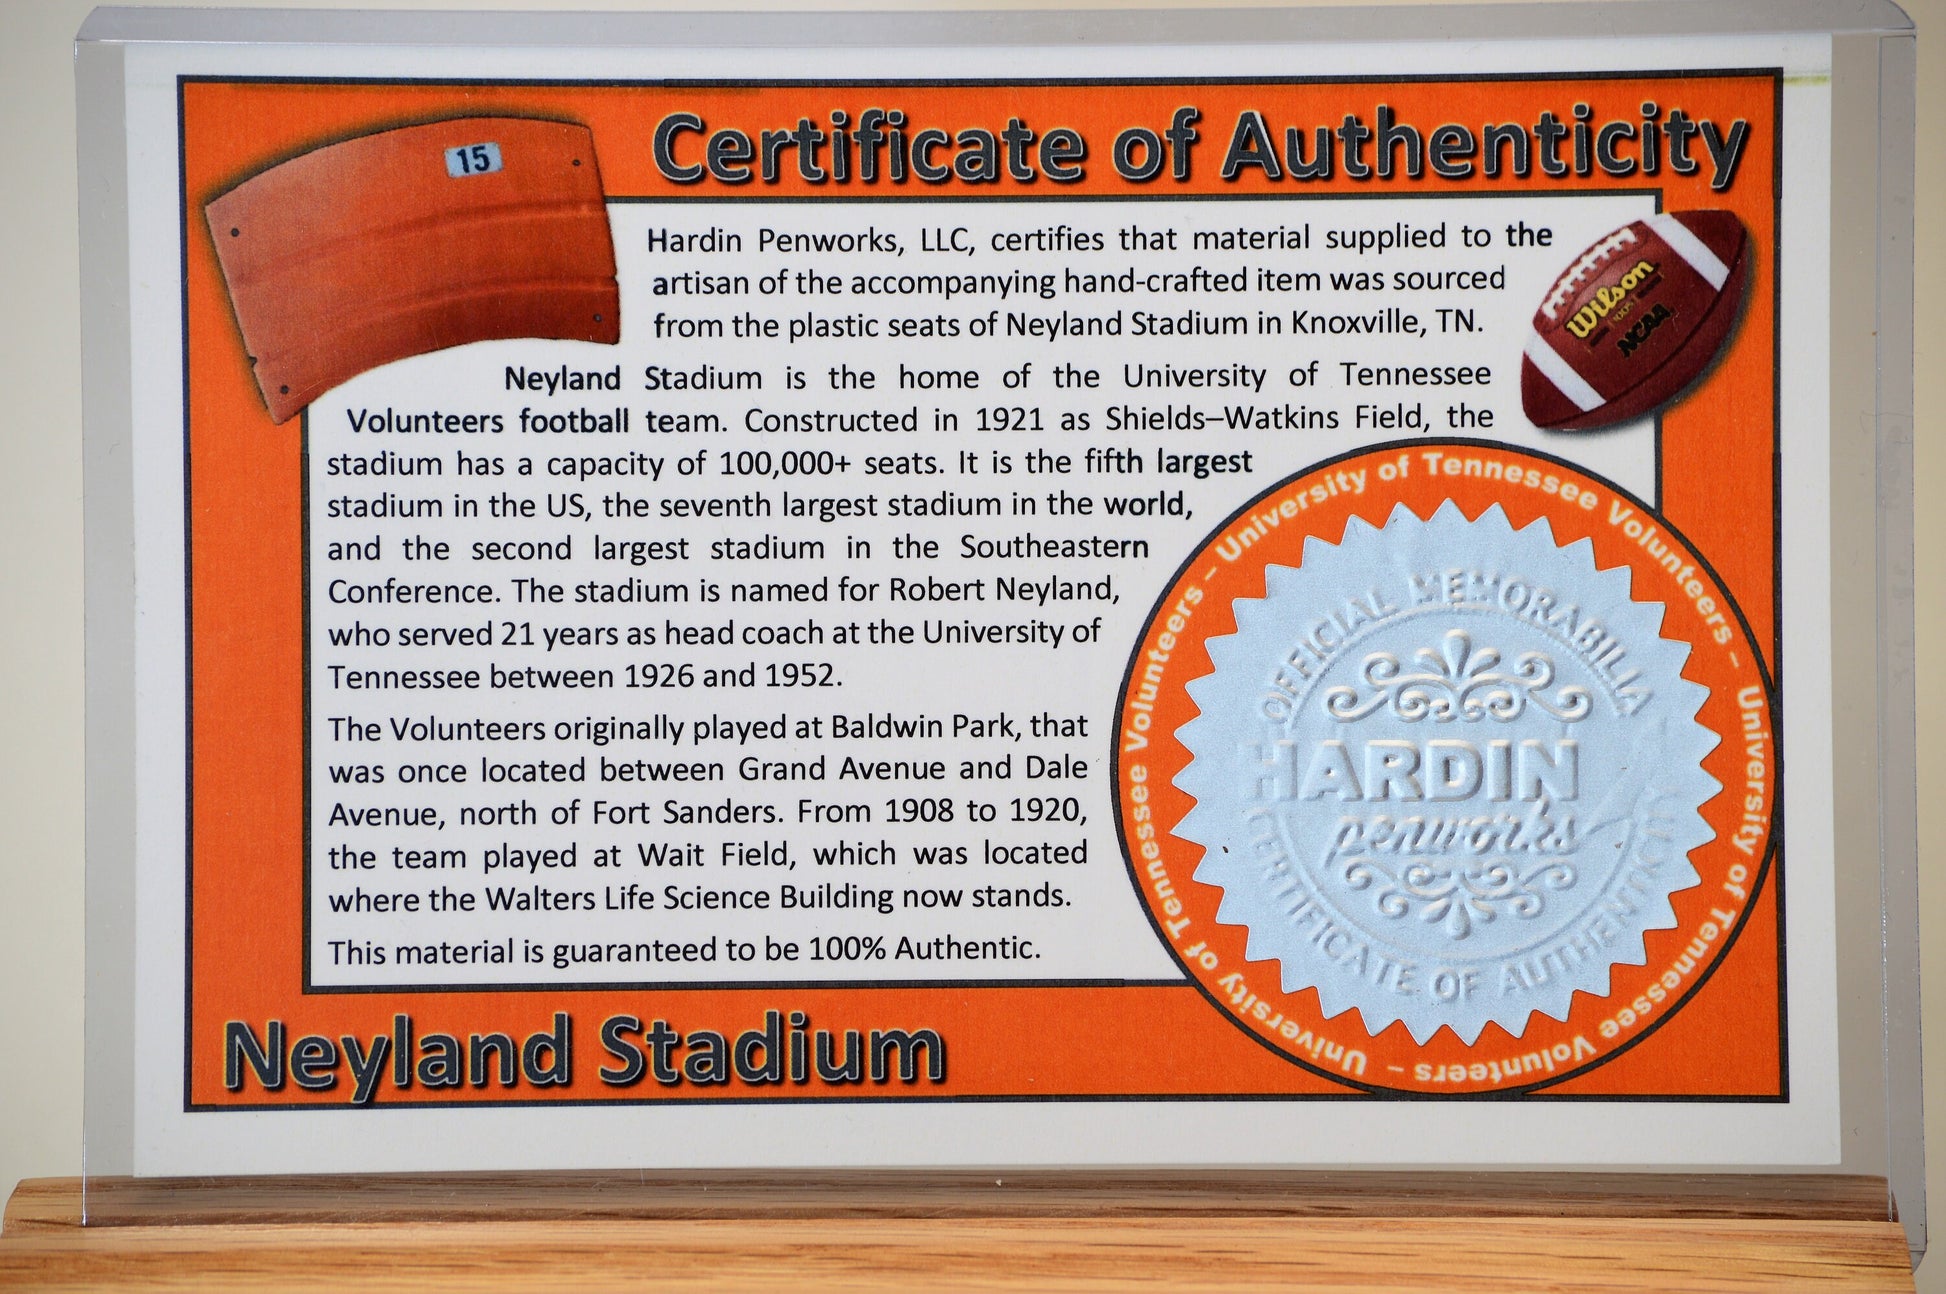 Certificate of Authenticity
15
Hardin Penworks, LLC, certifies that material supplied to the
artisan of the accompanying hand-crafted item was sourced
from the plastic seats of Neyland Stadium in Knoxville, TN.
Wilson
NCAA
Neyland Stadium is the home of the University of Tennessee
Volunteers football team. Constructed in 1921 as Shields–Watkins Field, the
stadium has a capacity of 100,000+ seats. It is the fifth largest
stadium in the US, the seventh largest stadium in the world,
and the second largest stadium in the Southeastern
Conference. The stadium is named for Robert Neyland,
who served 21 years as head coach at the University of
Tennessee between 1926 and 1952.
The Volunteers originally played at Baldwin Park, that
was once located between Grand Avenue and Dale
Avenue, north of Fort Sanders. From 1908 to 1920,
the team played at Wait Field, which was located
where the Walters Life Science Building now stands.
This material is guaranteed to be 100% Authentic.
University of Tennessee Volunteers – University of Tennessee Volunteers – University of Tennessee Volunteers –
OFFICIAL MEMORABILIA
HARDIN
penworks
CERTIFICATE OF AUTHENTICITY
Neyland Stadium